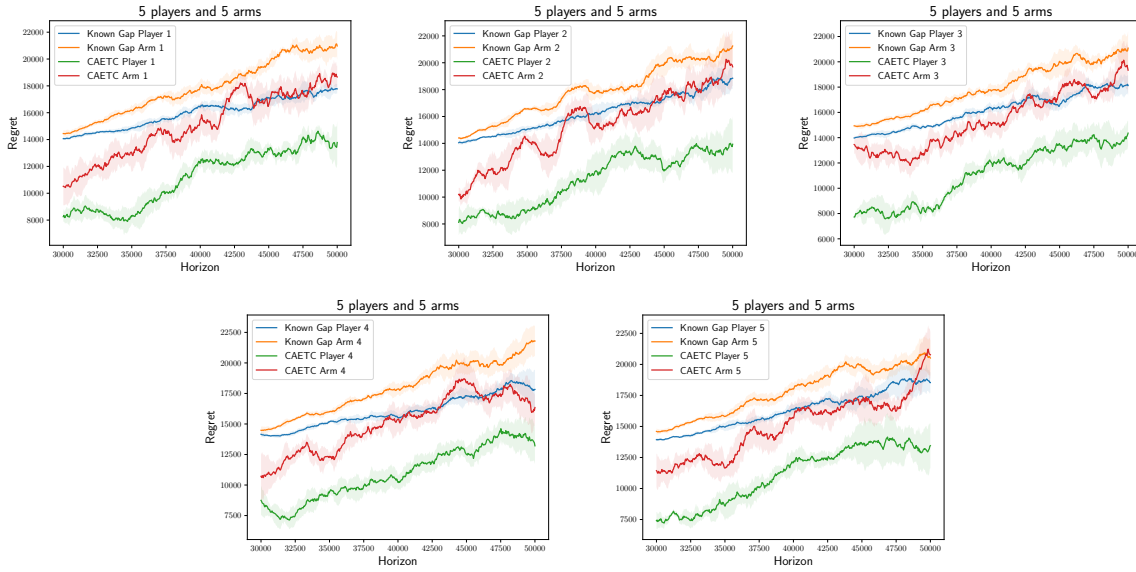 5 players and 5 arms
Known Gap Player 1
Known Gap Arm 1
CAETC Player 1
CAETC Arm 1
22000
20000
18000
16000
14000
12000
10000
8000
Regret
30000 32500 35000 37500 40000 42500 45000 47500 50000
Horizon
5 players and 5 arms
Known Gap Player 2
Known Gap Arm 2
CAETC Player 2
CAETC Arm 2
22000
20000
18000
16000
14000
12000
10000
8000
Regret
30000 32500 35000 37500 40000 42500 45000 47500 50000
Horizon
5 players and 5 arms
Known Gap Player 3
Known Gap Arm 3
CAETC Player 3
CAETC Arm 3
22000
20000
18000
16000
14000
12000
10000
8000
6000
Regret
30000 32500 35000 37500 40000 42500 45000 47500 50000
Horizon
5 players and 5 arms
Known Gap Player 4
Known Gap Arm 4
CAETC Player 4
CAETC Arm 4
22500
20000
17500
15000
12500
10000
7500
Regret
30000 32500 35000 37500 40000 42500 45000 47500 50000
Horizon
5 players and 5 arms
Known Gap Player 5
Known Gap Arm 5
CAETC Player 5
CAETC Arm 5
22500
20000
17500
15000
12500
10000
7500
Regret
30000 32500 35000 37500 40000 42500 45000 47500 50000
Horizon